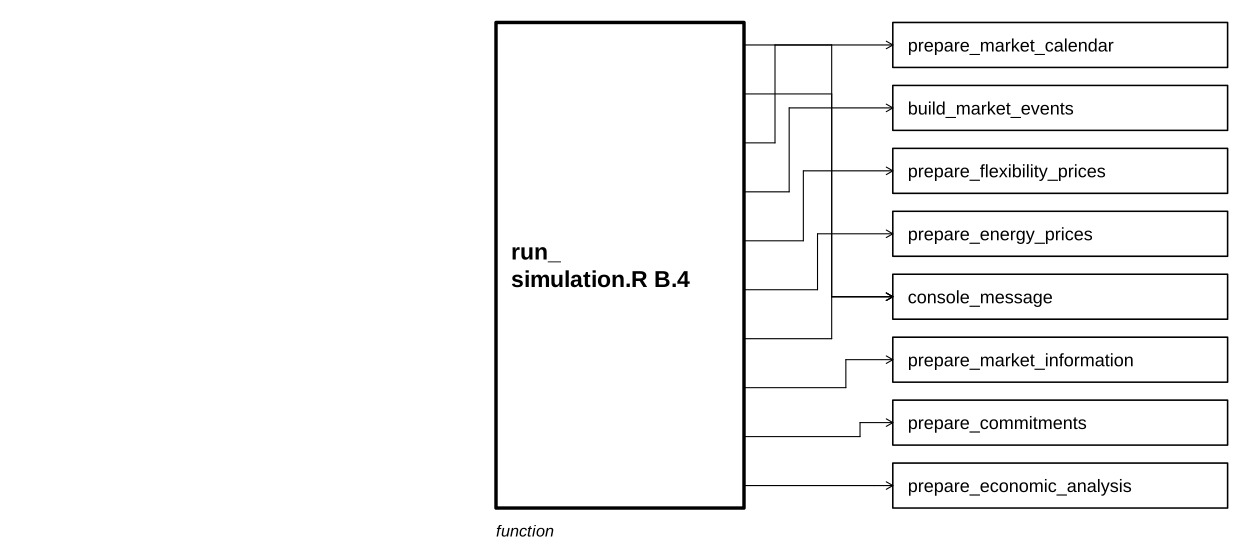 run_
simulation.R B.4
function
prepare_market_calendar
build_market_events
prepare_flexibility_prices
prepare_energy_prices
console_message
prepare_market_information
prepare_commitments
prepare_economic_analysis